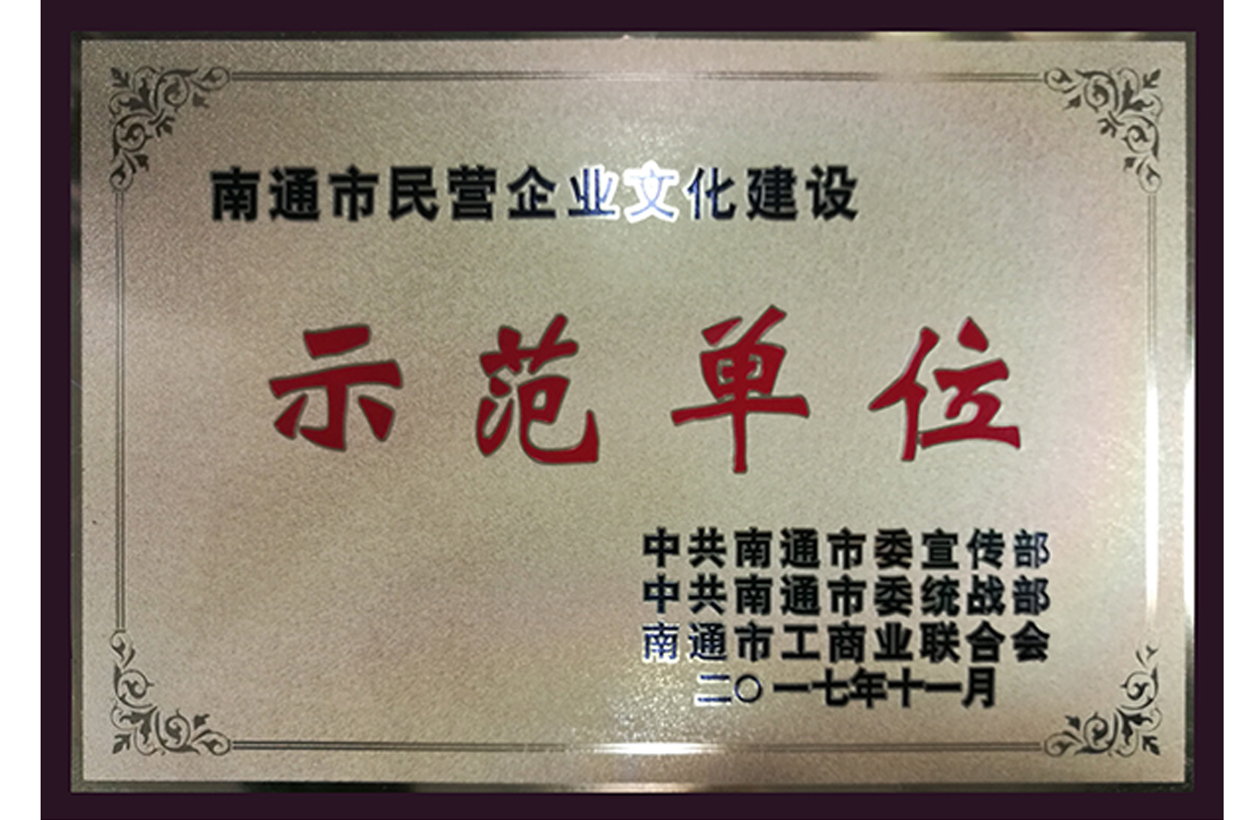 南通市民营企业文化建设
示范单位
中共南通市委宣传部
中共南通市委统战部
南通市工商业联合会
二〇一七年十一月